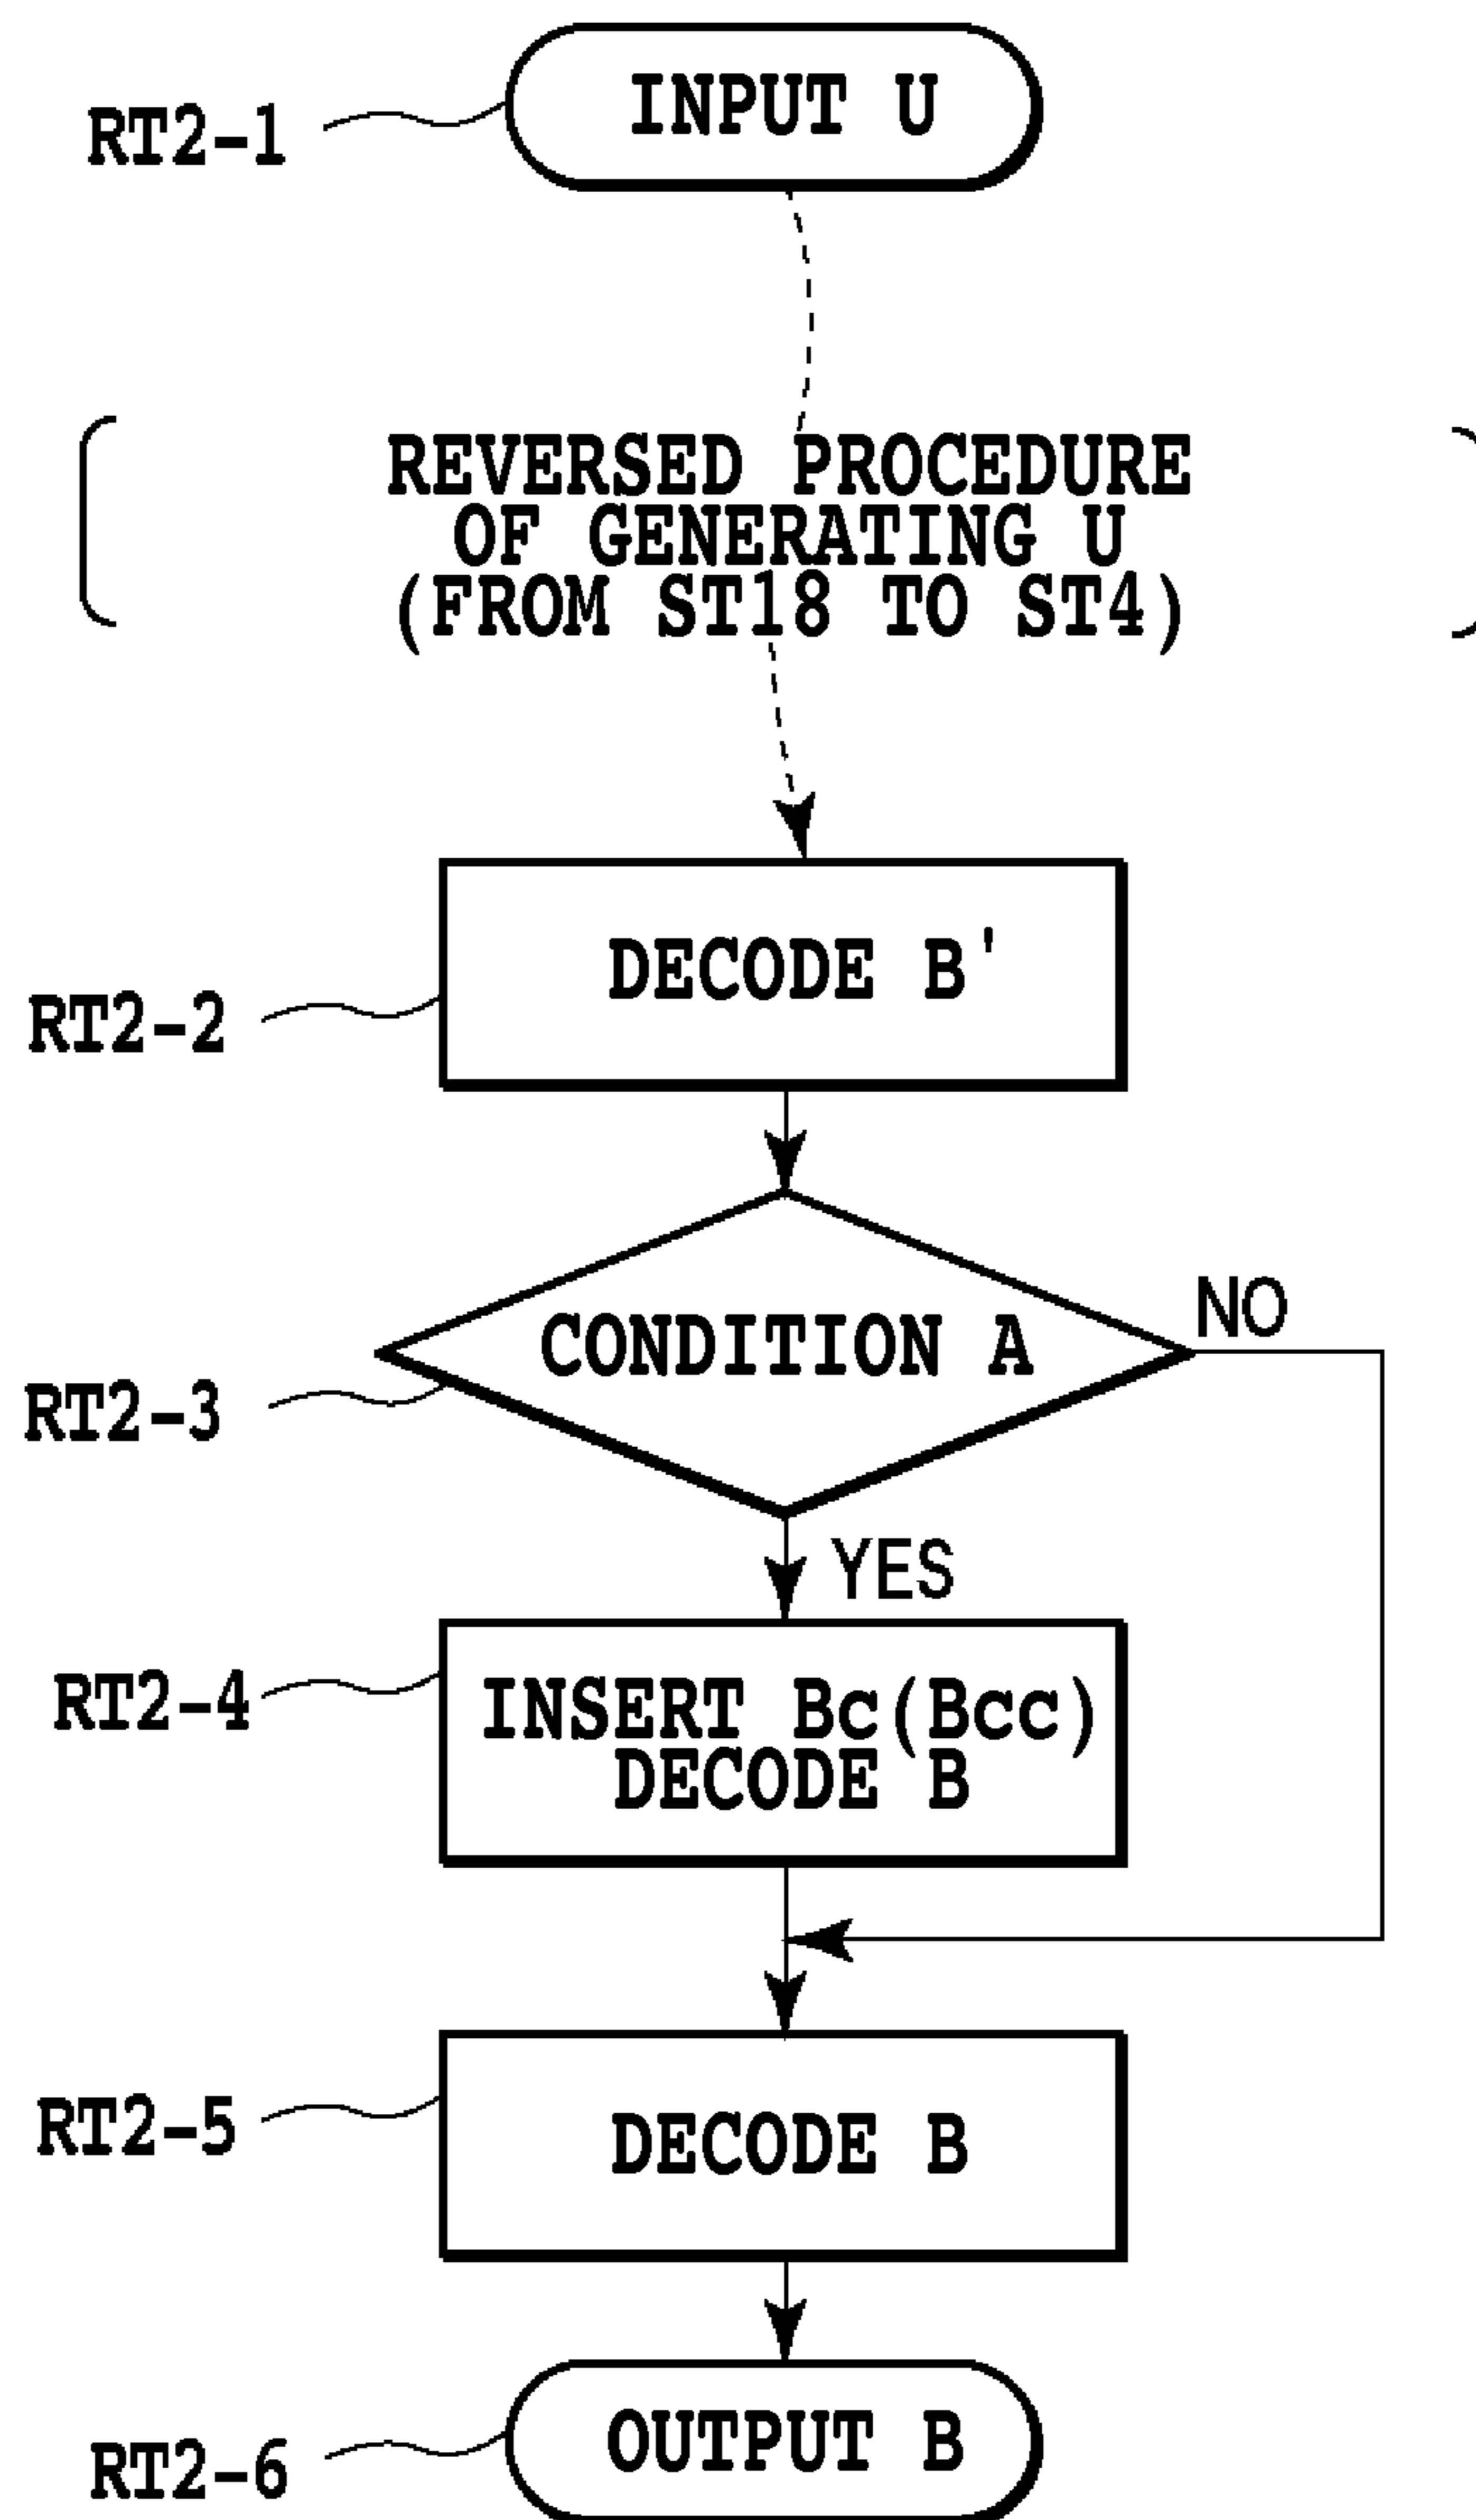 INPUT U
RT2-1
REVERSED PROCEDURE
OF GENERATING U
(FROM ST18 TO ST4)
DECODE B'
RT2-2
NO
CONDITION A
RT2-3
YES
RT2-4
INSERT Bc(Bcc)
DECODE B
RT2-5
DECODE B
OUTPUT B
RT2-6